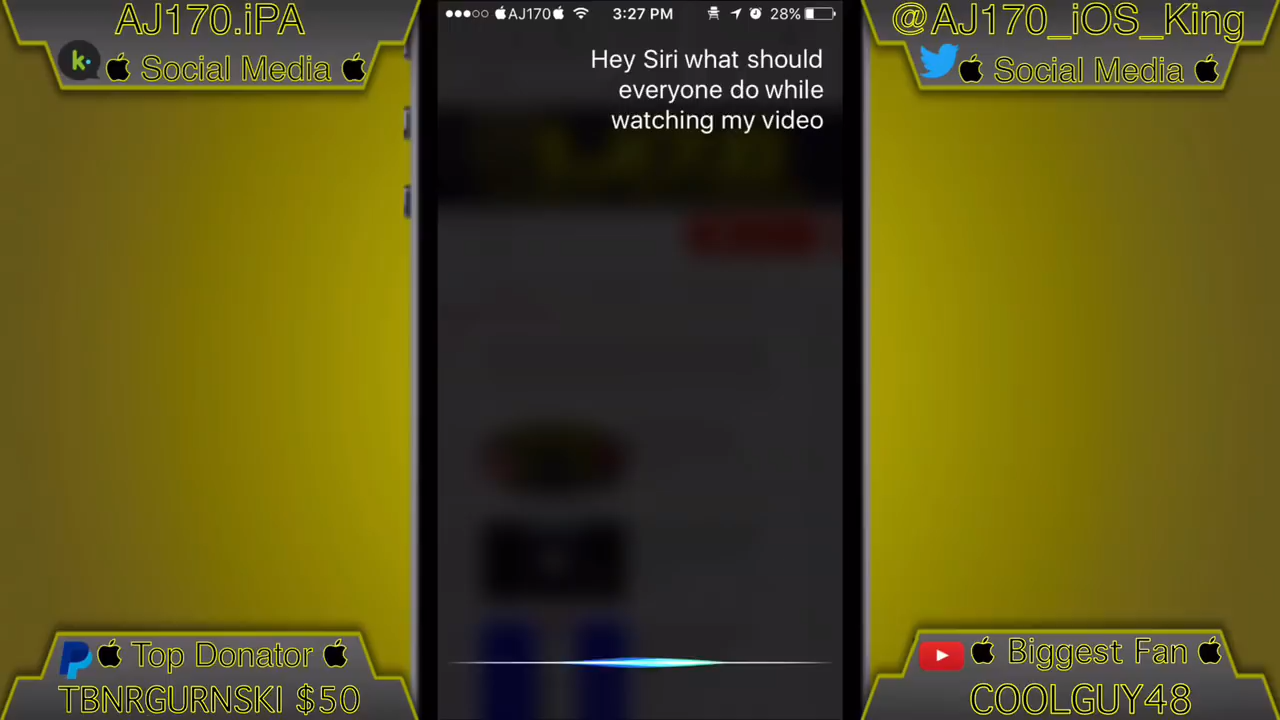 AJ170.iPA
Social Media
@AJ170_iOS_King
Social Media
AJ170 3:27 PM 28%
Hey Siri what should
everyone do while
watching my video
Top Donator
TBNRGURNSKI $50
Biggest Fan
COOLGUY48